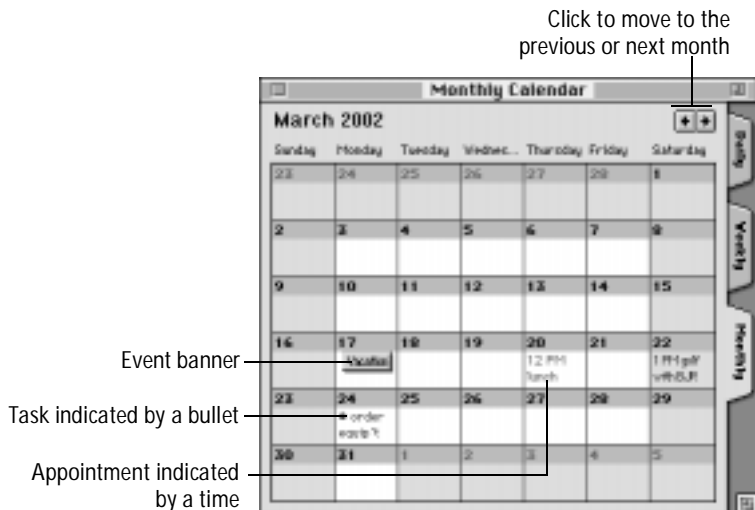 Click to move to the
previous or next month
Monthly Calendar
March 2002
Sunday Monday Tuesday Wednes... Thursday Friday Saturday
23 24 25 26 27 28 1
2 3 4 5 6 7 8
9 10 11 12 13 14 15
16 17 18 19 20 21 22
Vacation 12 PM 1 PM golf
lunch with BJR
23 24 25 26 27 28 29
order
equip't
30 31 1 2 3 4 5
Daily
Weekly
Monthly
Event banner
Task indicated by a bullet
Appointment indicated
by a time